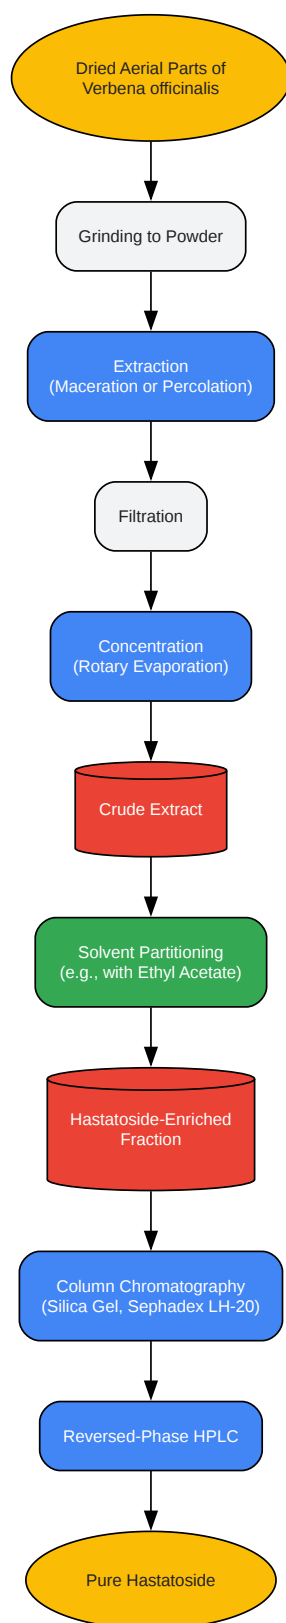 Dried Aerial Parts of
Verbena officinalis
Grinding to Powder
Extraction
(Maceration or Percolation)
Filtration
Concentration
(Rotary Evaporation)
Crude Extract
Solvent Partitioning
(e.g., with Ethyl Acetate)
Hastatoside-Enriched
Fraction
Column Chromatography
(Silica Gel, Sephadex LH-20)
Reversed-Phase HPLC
Pure Hastatoside